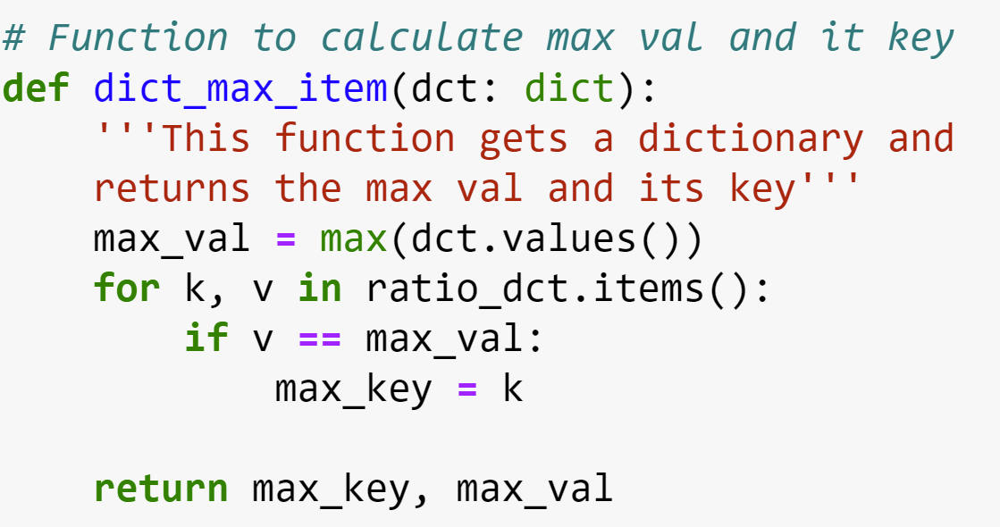 # Function to calculate max val and it key
def dict_max_item(dct: dict):
    '''This function gets a dictionary and
    returns the max val and its key'''
    max_val = max(dct.values())
    for k, v in ratio_dct.items():
        if v == max_val:
            max_key = k

    return max_key, max_val